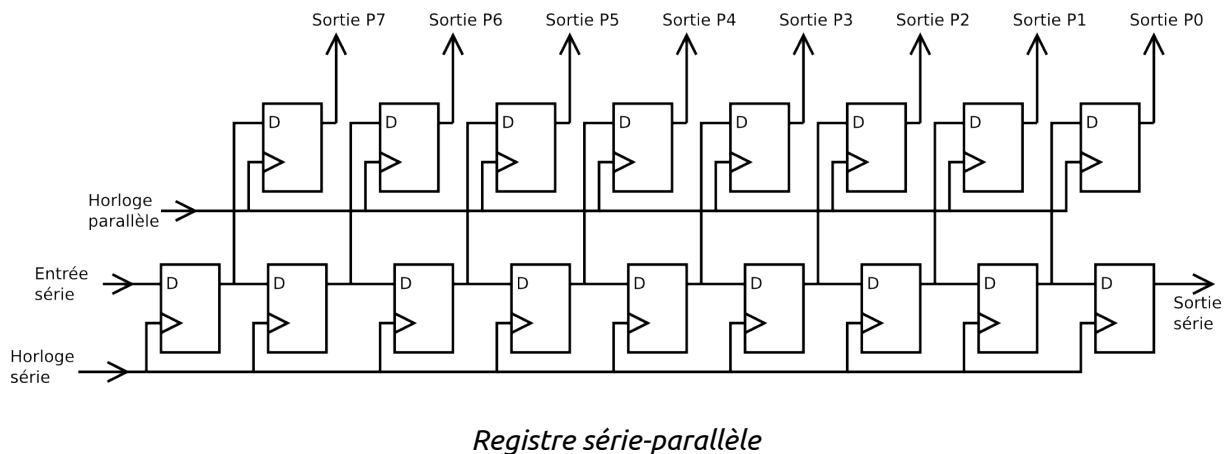 Sortie P7 Sortie P6 Sortie P5 Sortie P4 Sortie P3 Sortie P2 Sortie P1 Sortie P0
D D D D D D D D
Horloge
parallèle
Entrée
série
D D D D D D D D D
Sortie
série
Horloge
série
Registre série-parallèle